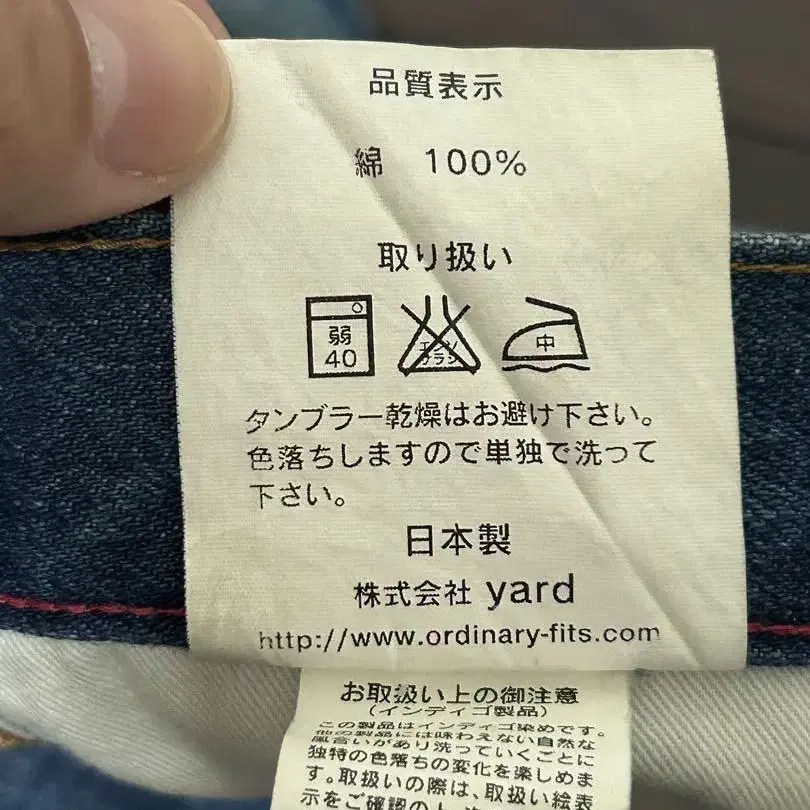 品質表示
綿 100%
取り扱い
弱
40
エンソ
サラシ
中
タンブラー乾燥はお避け下さい。
色落ちしますので単独で洗って
下さい。
日本製
株式会社 yard
http://www.ordinary-fits.com
お取扱い上の御注意
(インディゴ製品)
この製品はインディゴ染めです。
他の製品には味わえない自然な
風合いがあり洗っていくごとに
独特の色落ちの変化を楽しめま
す。取扱いの際は、取扱い絵表
示をご確認の上、